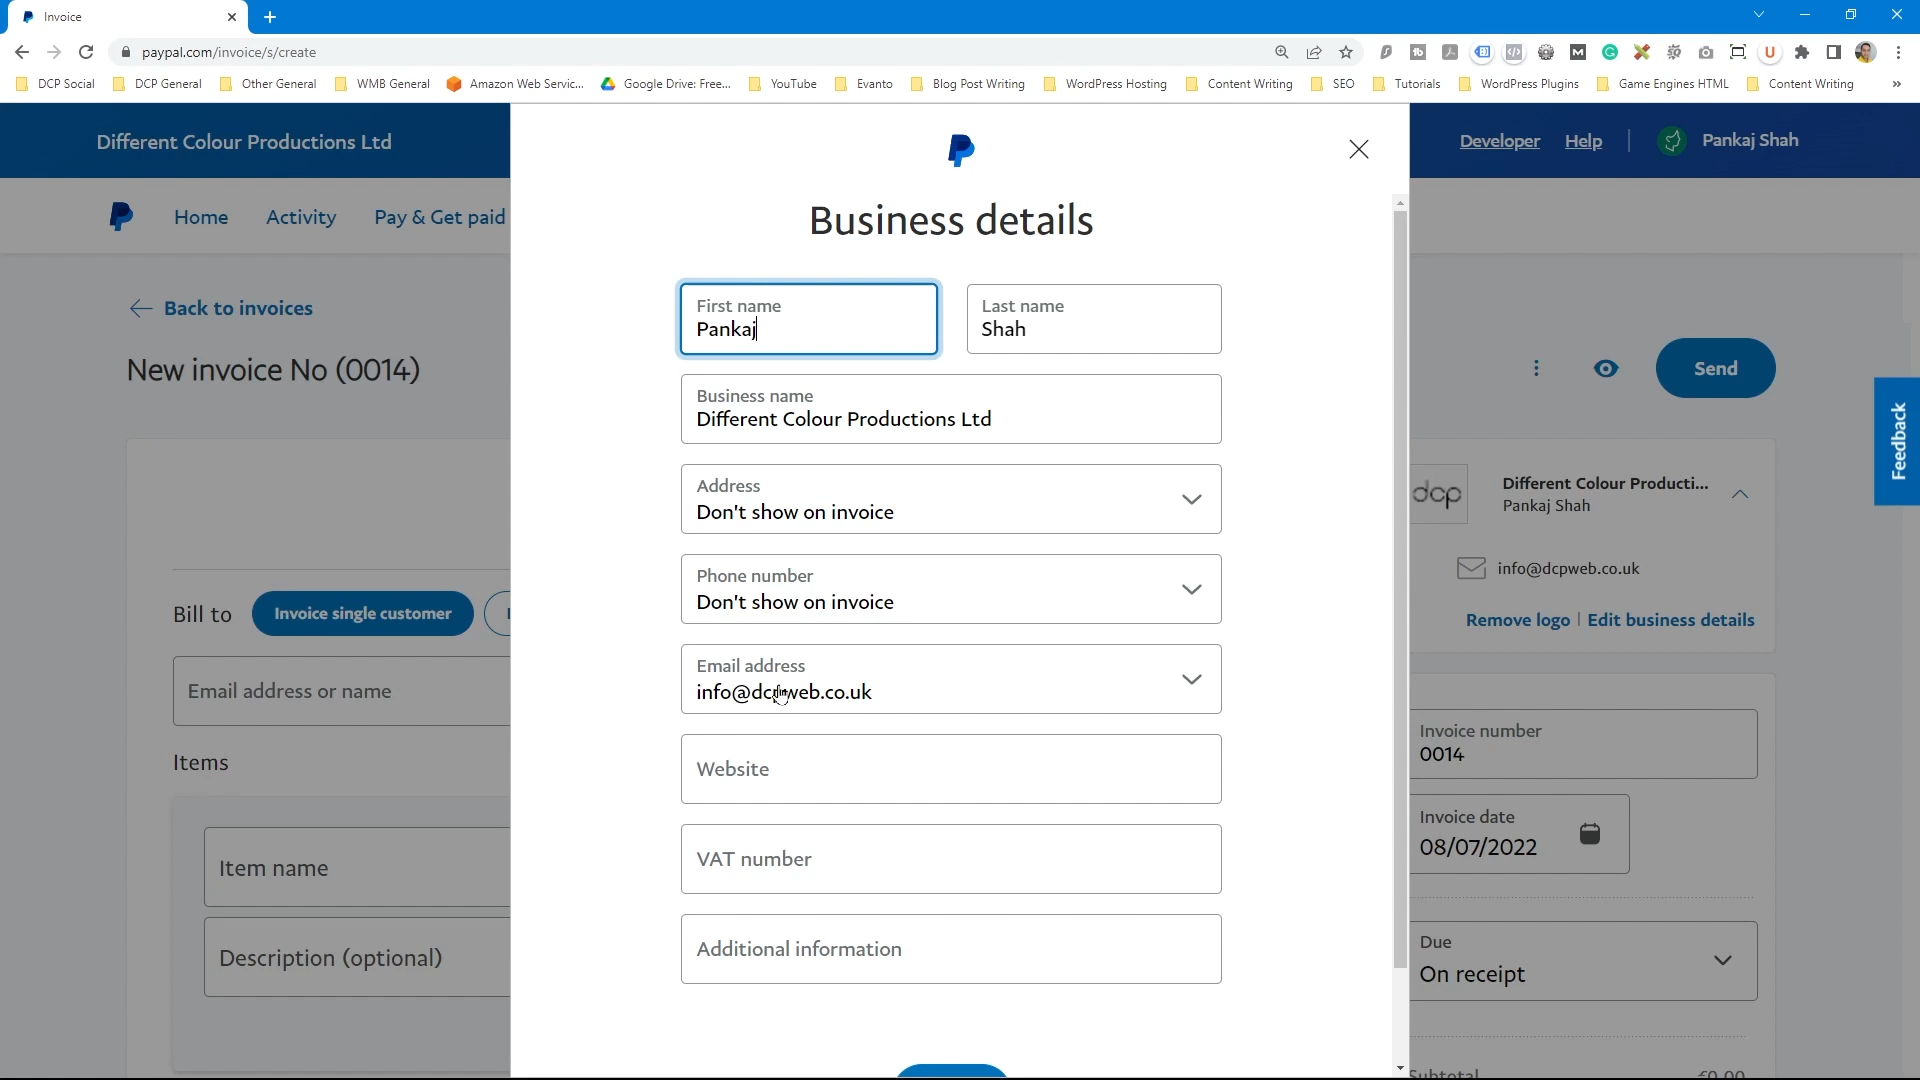 Invoice
paypal.com/invoice/s/create
DCP Social
DCP General
Other General
WMB General
Amazon Web Servic...
Google Drive: Free...
YouTube
Evanto
Blog Post Writing
WordPress Hosting
Content Writing
SEO
Tutorials
WordPress Plugins
Game Engines HTML
Content Writing
Different Colour Productions Ltd
Developer
Help
Pankaj Shah
Home
Activity
Pay & Get paid
Business details
Back to invoices
New invoice No (0014)
Send
Feedback
First name
Pankaj
Last name
Shah
Business name
Different Colour Productions Ltd
Address
Don't show on invoice
Phone number
Don't show on invoice
Email address
info@dcpweb.co.uk
Website
VAT number
Additional information
Bill to
Invoice single customer
Email address or name
Items
Item name
Description (optional)
dcp
Different Colour Producti...
Pankaj Shah
info@dcpweb.co.uk
Remove logo | Edit business details
Invoice number
0014
Invoice date
08/07/2022
Due
On receipt
Subtotal
£0.00